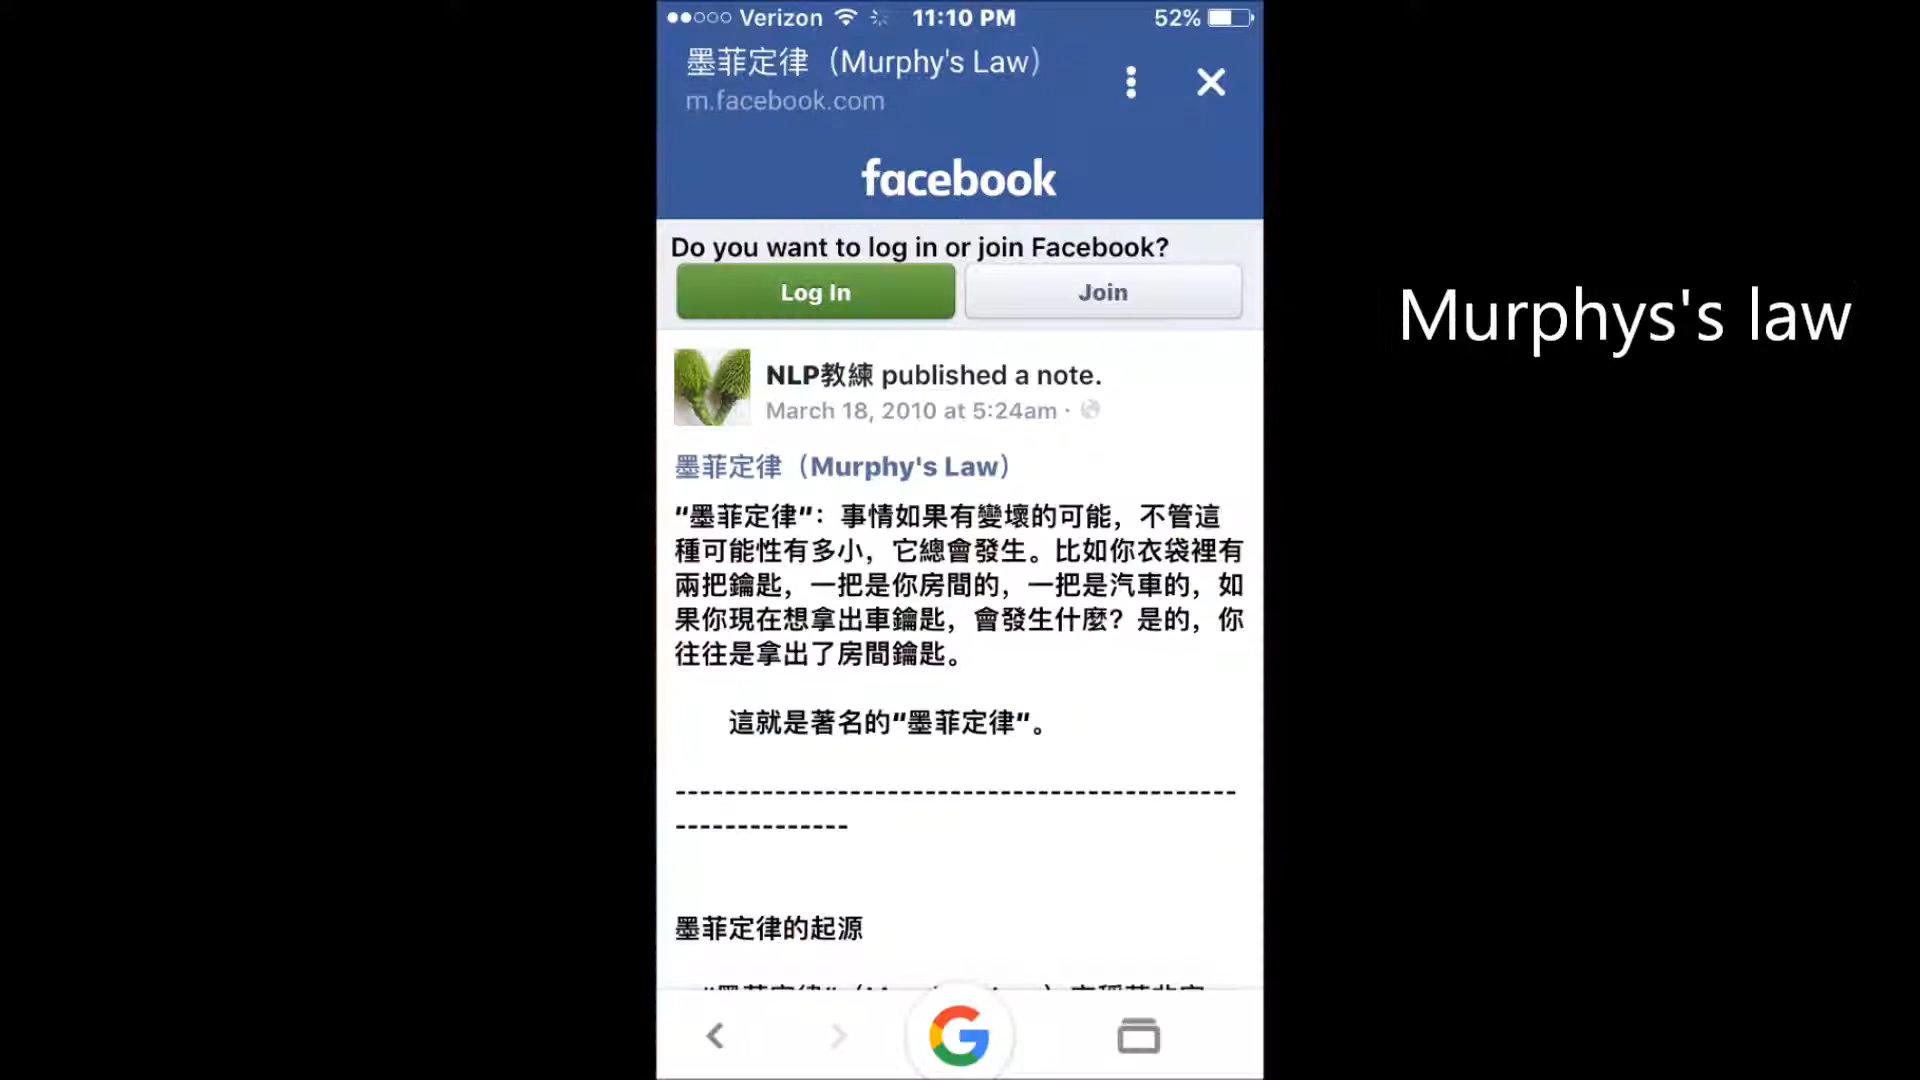 Verizon 11:10 PM 52%
墨菲定律（Murphy's Law）
m.facebook.com
facebook
Do you want to log in or join Facebook?
Log In Join
NLP教練 published a note.
March 18, 2010 at 5:24am ·
墨菲定律（Murphy's Law）
“墨菲定律”：事情如果有變壞的可能，不管這
種可能性有多小，它總會發生。比如你衣袋裡有
兩把鑰匙，一把是你房間的，一把是汽車的，如
果你現在想拿出車鑰匙，會發生什麼？是的，你
往往是拿出了房間鑰匙。
這就是著名的“墨菲定律”。
----------------------------------------------
--------------
墨菲定律的起源
Murphys's law